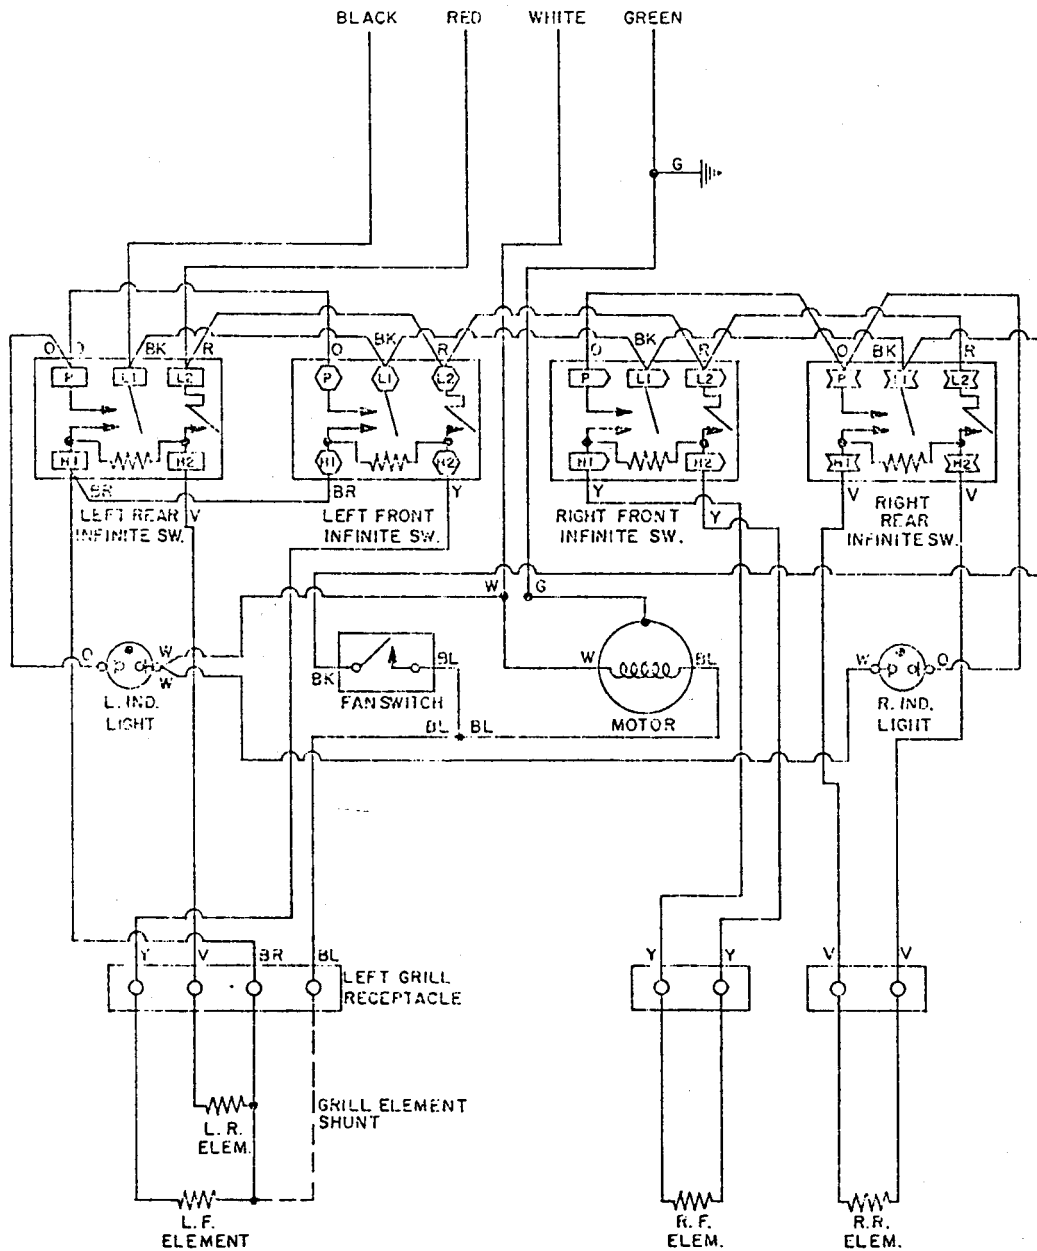 BLACK RED WHITE GREEN
G
O O BK R O BK R O BK R O BK R
P L1 L2 P L1 L2 P L1 L2 P L1 L2
H1 H2 H1 H2 H1 H2 H1 H2
BR V BR Y Y Y V V
LEFT REAR
INFINITE SW.
LEFT FRONT
INFINITE SW.
RIGHT FRONT
INFINITE SW.
RIGHT
REAR
INFINITE SW.
W G
O W
W
L. IND.
LIGHT
BK BL
FAN SWITCH
W BL
MOTOR
W O
R. IND.
LIGHT
BL BL
Y V BR BL
LEFT GRILL
RECEPTACLE
Y Y
V V
GRILL ELEMENT
SHUNT
L. R.
ELEM.
L. F.
ELEMENT
R. F.
ELEM.
R.R.
ELEM.